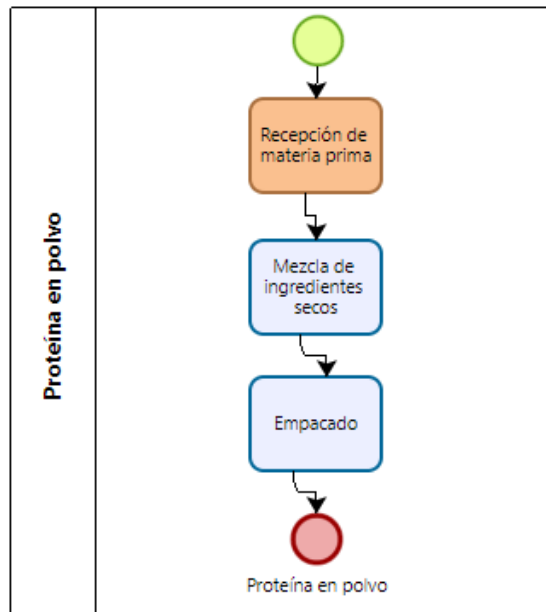 Proteína en polvo
Recepción de
materia prima
Mezcla de
ingredientes
secos
Empacado
Proteína en polvo